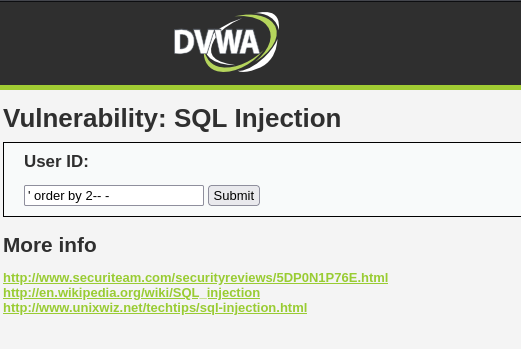 DVWA
Vulnerability: SQL Injection
User ID:
' order by 2-- -
Submit
More info
http://www.securiteam.com/securityreviews/5DP0N1P76E.html
http://en.wikipedia.org/wiki/SQL_injection
http://www.unixwiz.net/techtips/sql-injection.html